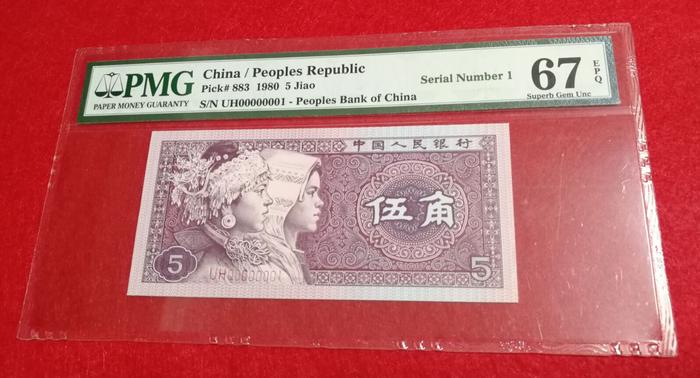 PMG
PAPER MONEY GUARANTY
China / Peoples Republic
Pick# 883 1980 5 Jiao
S/N UH00000001 - Peoples Bank of China
Serial Number 1
67
EPQ
Superb Gem Unc
中国人民银行
伍角
5
UH00000001
5